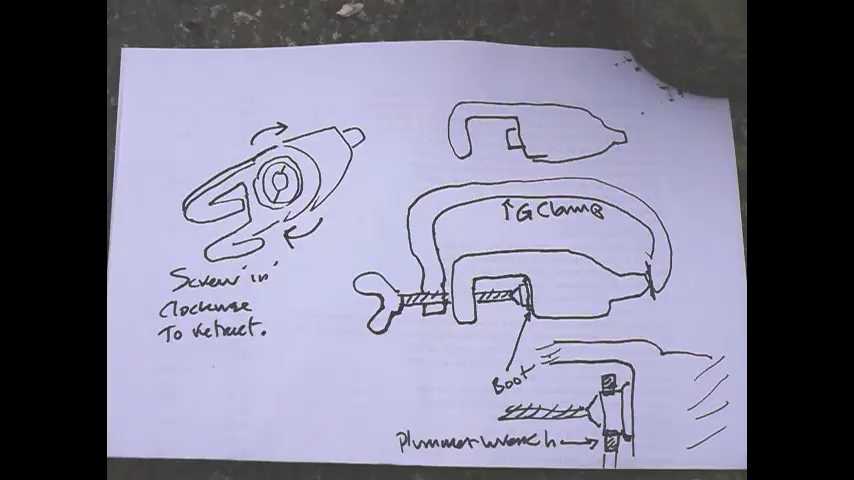 ↑G Clamp
Screw 'in'
Clockwise
To retract.
Boot
Plummer wrench